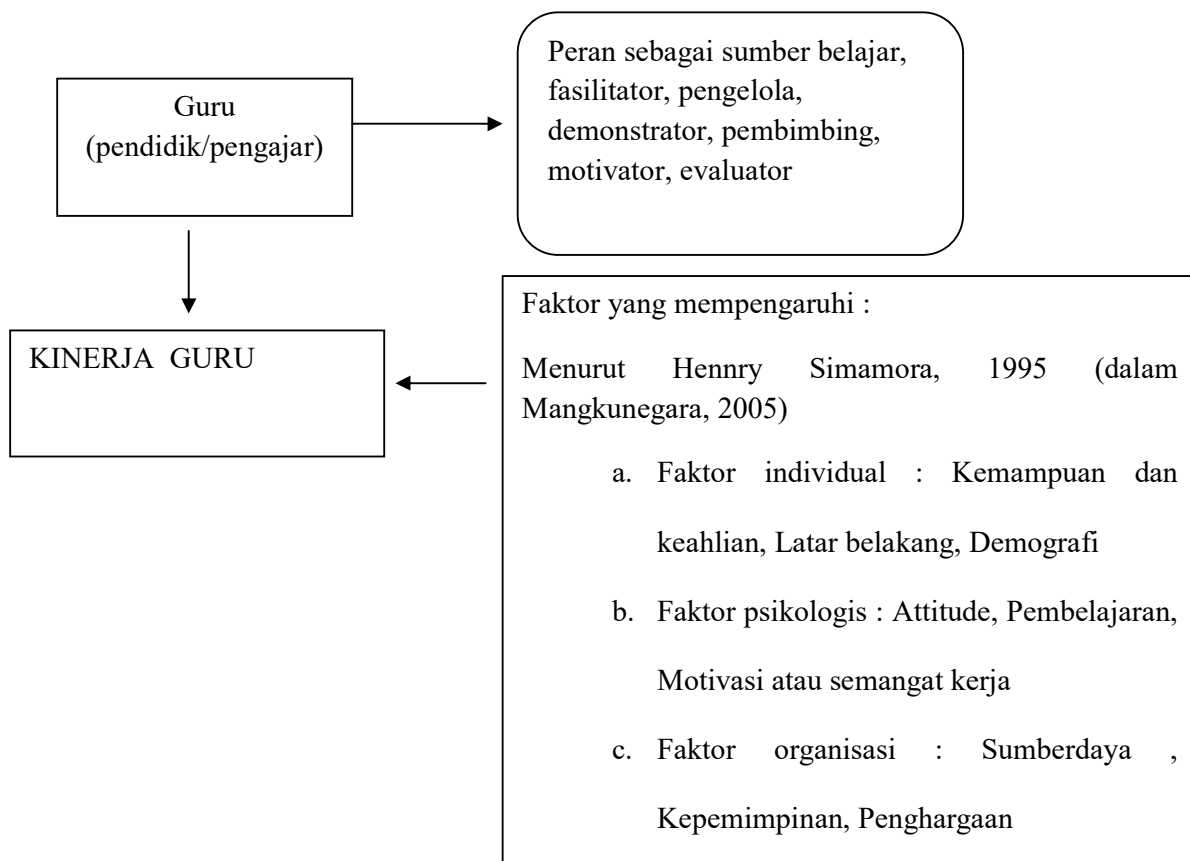 Guru
(pendidik/pengajar)
Peran sebagai sumber belajar,
fasilitator, pengelola,
demonstrator, pembimbing,
motivator, evaluator
KINERJA GURU
Faktor yang mempengaruhi :
Menurut Hennry Simamora, 1995 (dalam
Mangkunegara, 2005)
a. Faktor individual : Kemampuan dan
keahlian, Latar belakang, Demografi
b. Faktor psikologis : Attitude, Pembelajaran,
Motivasi atau semangat kerja
c. Faktor organisasi : Sumberdaya ,
Kepemimpinan, Penghargaan